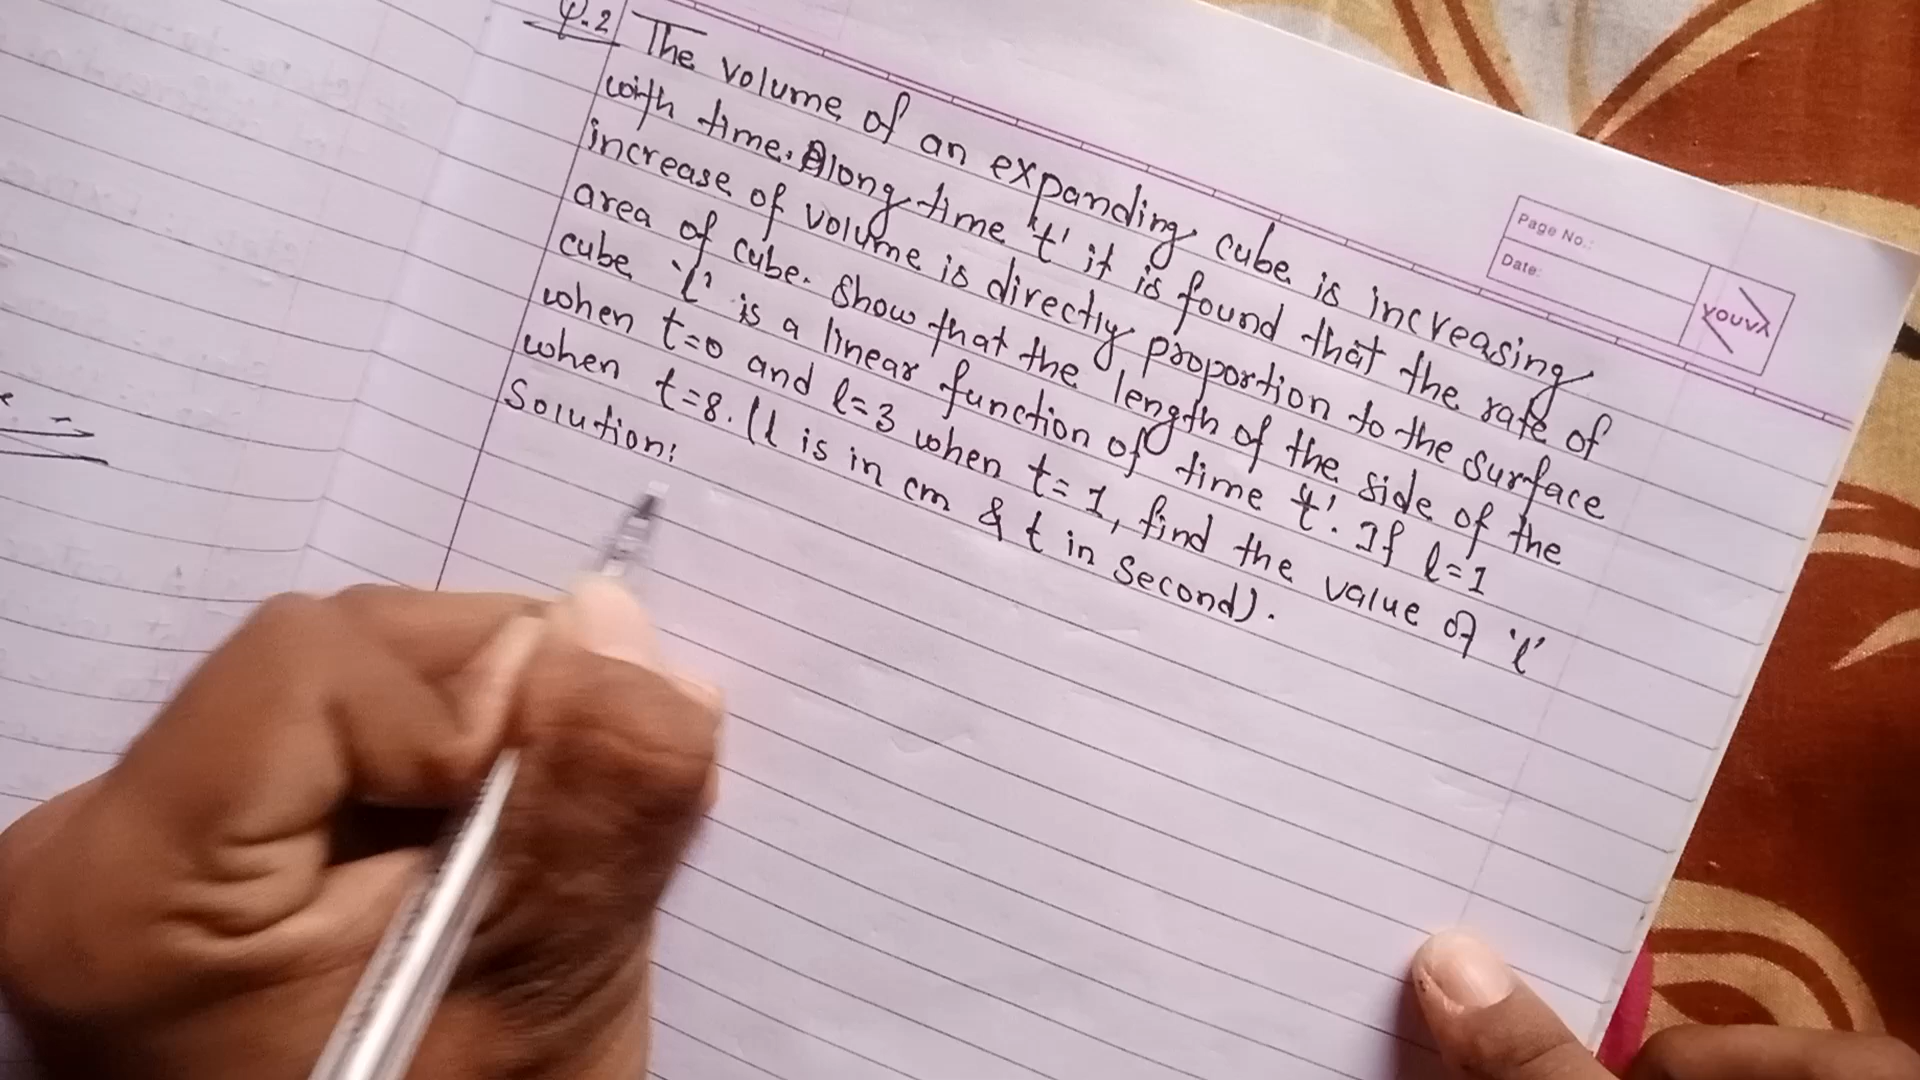 Q.2 The volume of an expanding cube is increasing
with time. Along time 't' it is found that the rate of
increase of volume is directly proportion to the surface
area of cube. Show that the length of the side of the
cube 'l' is a linear function of time 't'. If l=1
when t=0 and l=3 when t=1, find the value of 'l'
when t=8. (l is in cm & t in second).
Solution:
Page No.:
Date:
YOUVA